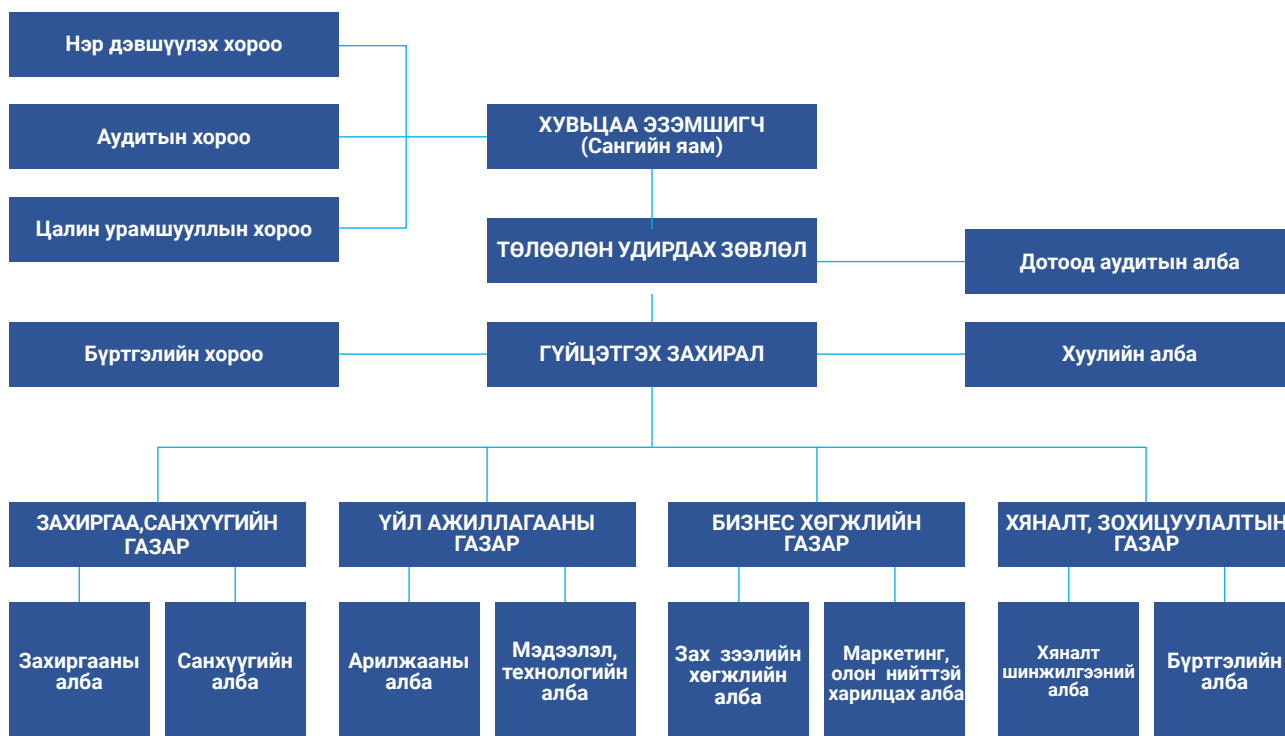 Нэр дэвшүүлэх хороо
Аудитын хороо
ХУВЬЦАА ЭЗЭМШИГЧ
(Сангийн яам)
Цалин урамшууллын хороо
ТӨЛӨӨЛӨН УДИРДАХ ЗӨВЛӨЛ
Дотоод аудитын алба
Бүртгэлийн хороо
ГҮЙЦЭТГЭХ ЗАХИРАЛ
Хуулийн алба
ЗАХИРГАА,САНХҮҮГИЙН
ГАЗАР
ҮЙЛ АЖИЛЛАГААНЫ
ГАЗАР
БИЗНЕС ХӨГЖЛИЙН
ГАЗАР
ХЯНАЛТ, ЗОХИЦУУЛАЛТЫН
ГАЗАР
Захиргааны
алба
Санхүүгийн
алба
Арилжааны
алба
Мэдээлэл,
технологийн
алба
Зах зээлийн
хөгжлийн
алба
Маркетинг,
олон нийттэй
харилцах алба
Хяналт
шинжилгээний
алба
Бүртгэлийн
алба